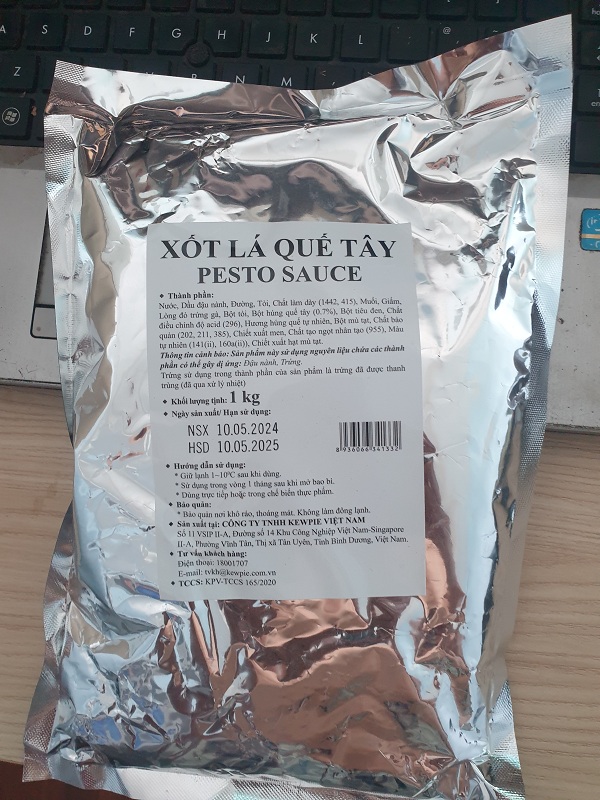 A S D F G H J K L
Z
XỐT LÁ QUẾ TÂY
PESTO SAUCE
♦ Thành phần:
Nước, Dầu đậu nành, Đường, Tỏi, Chất làm dày (1442, 415), Muối, Giấm,
Lòng đỏ trứng gà, Bột tỏi, Bột húng quế tây (0.7%), Bột tiêu đen, Chất
điều chỉnh độ acid (296), Hương húng quế tự nhiên, Bột mù tạt, Chất bảo
quản (202, 211, 385), Chiết xuất men, Chất tạo ngọt nhân tạo (955), Màu
tự nhiên (141(ii), 160a(ii)), Chiết xuất hạt mù tạt.
Thông tin cảnh báo: Sản phẩm này sử dụng nguyên liệu chứa các thành
phần có thể gây dị ứng: Đậu nành, Trứng.
Trứng sử dụng trong thành phần của sản phẩm là trứng đã được thanh
trùng (đã qua xử lý nhiệt)
♦ Khối lượng tịnh: 1 kg
♦ Ngày sản xuất/ Hạn sử dụng:
NSX 10.05.2024
HSD 10.05.2025
8 936066 341332
♦ Hướng dẫn sử dụng:
* Giữ lạnh 1~10ºC sau khi dùng.
* Sử dụng trong vòng 1 tháng sau khi mở bao bì.
* Dùng trực tiếp hoặc trong chế biến thực phẩm.
♦ Bảo quản:
* Bảo quản nơi khô ráo, thoáng mát. Không làm đông lạnh.
♦ Sản xuất tại: CÔNG TY TNHH KEWPIE VIỆT NAM
Số 11 VSIP II-A, Đường số 14 Khu Công Nghiệp Việt Nam-Singapore
II-A, Phường Vĩnh Tân, Thị xã Tân Uyên, Tỉnh Bình Dương, Việt Nam.
♦ Tư vấn khách hàng:
Điện thoại: 18001707
E-mail: tvkh@kewpie.com.vn
♦ TCCS: KPV-TCCS 165/2020